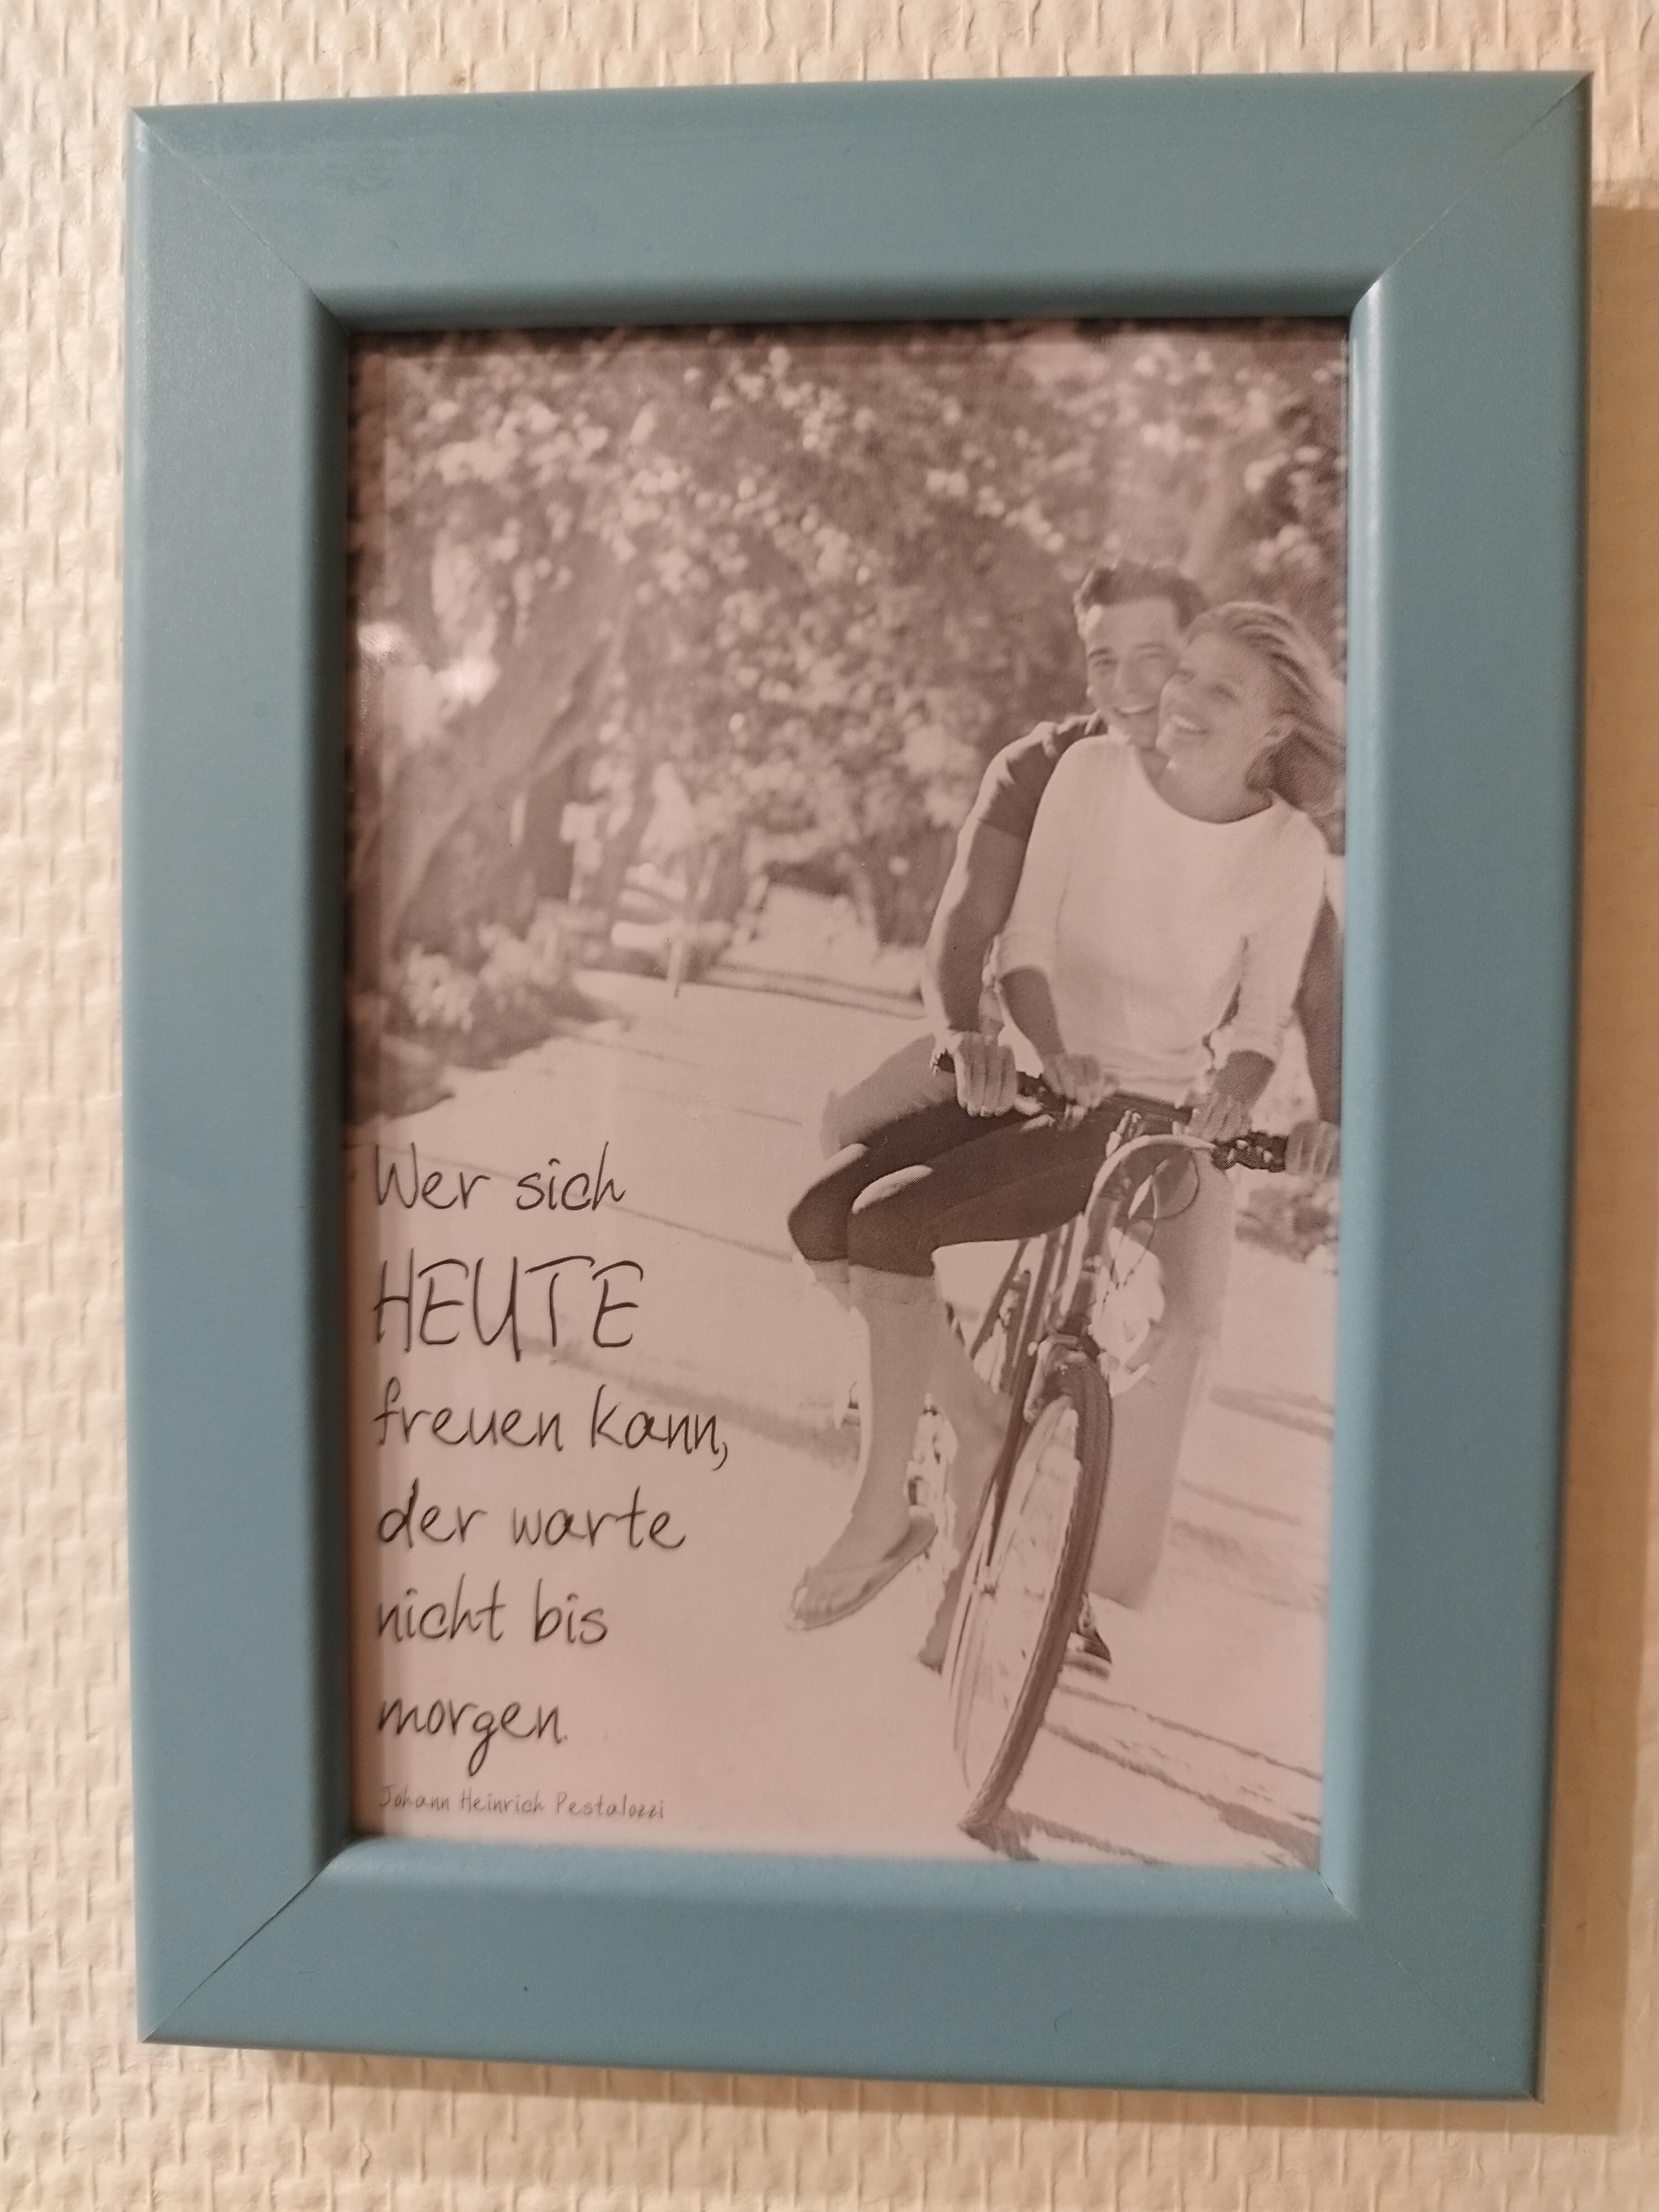 Wer sich
HEUTE
freuen kann,
der warte
nicht bis
morgen.
Johann Heinrich Pestalozzi